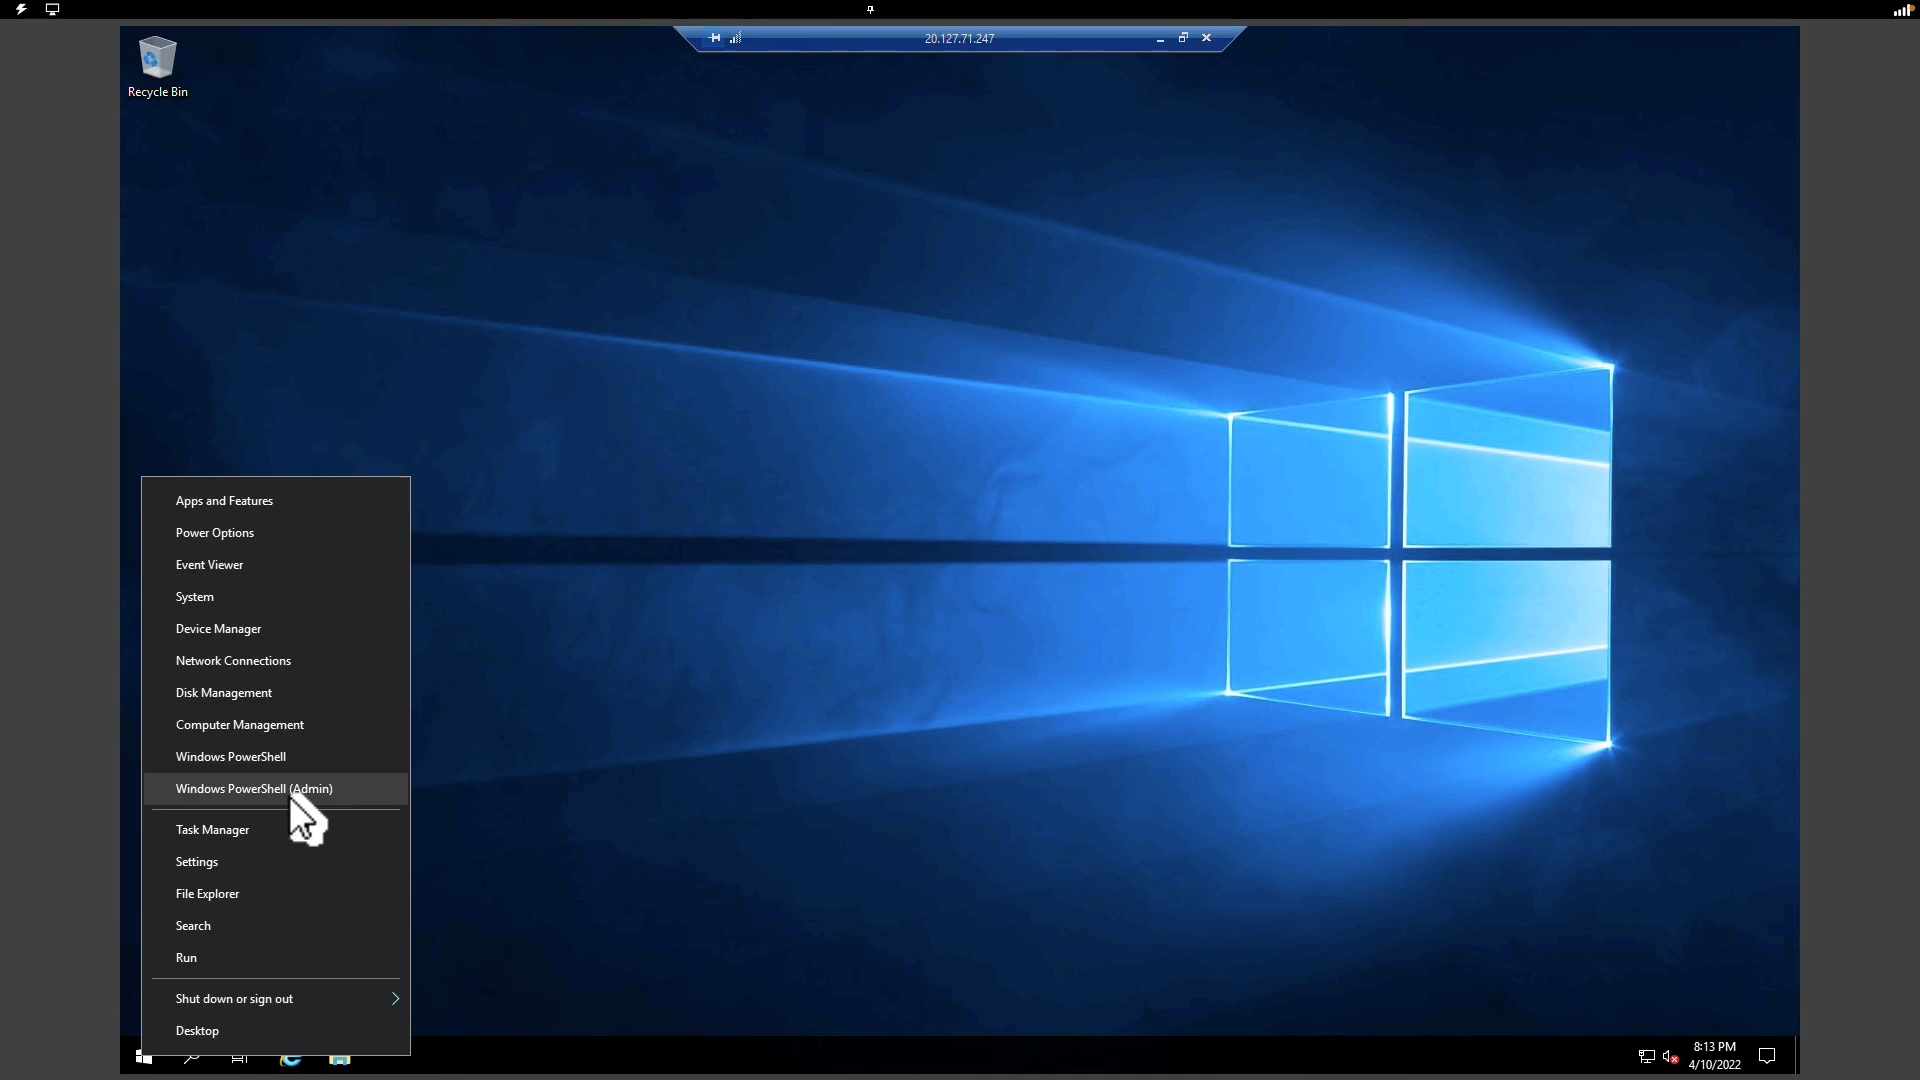 20.127.71.247
Recycle Bin
Apps and Features
Power Options
Event Viewer
System
Device Manager
Network Connections
Disk Management
Computer Management
Windows PowerShell
Windows PowerShell (Admin)
Task Manager
Settings
File Explorer
Search
Run
Shut down or sign out
Desktop
8:13 PM
4/10/2022